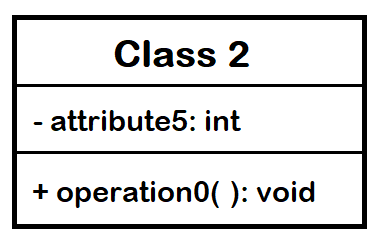 Class 2
- attribute5: int
+ operation0( ): void